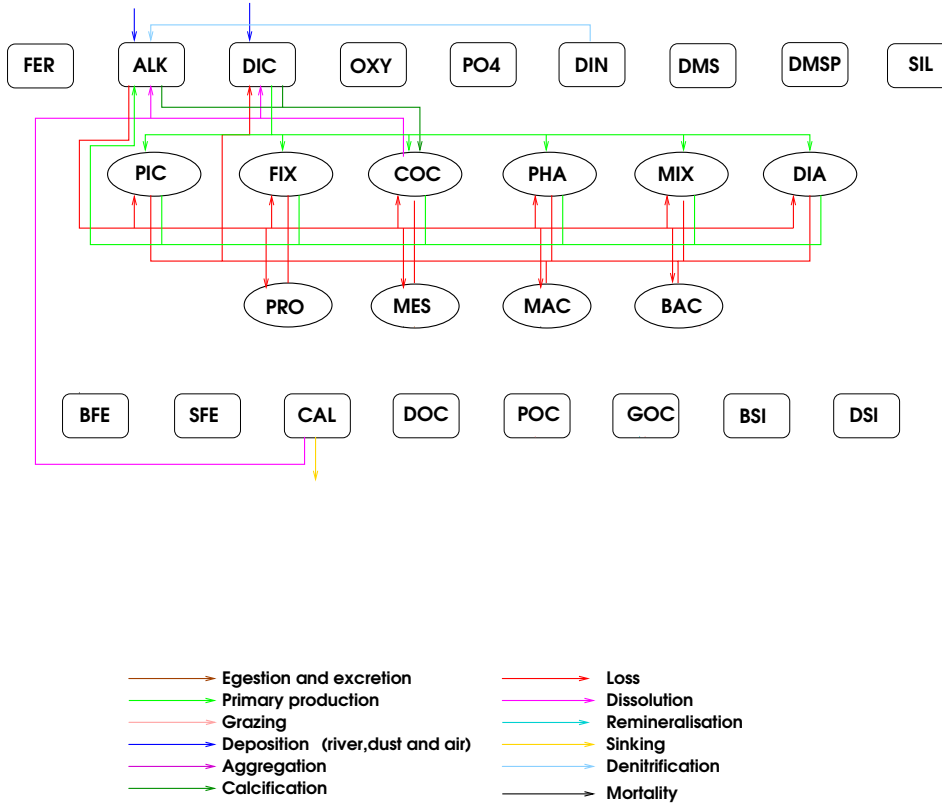 FER ALK DIC OXY PO4 DIN DMS DMSP SIL
PIC FIX COC PHA MIX DIA
PRO MES MAC BAC
BFE SFE CAL DOC POC GOC BSI DSI
Egestion and excretion
Primary production
Grazing
Deposition (river,dust and air)
Aggregation
Calcification
Loss
Dissolution
Remineralisation
Sinking
Denitrification
Mortality